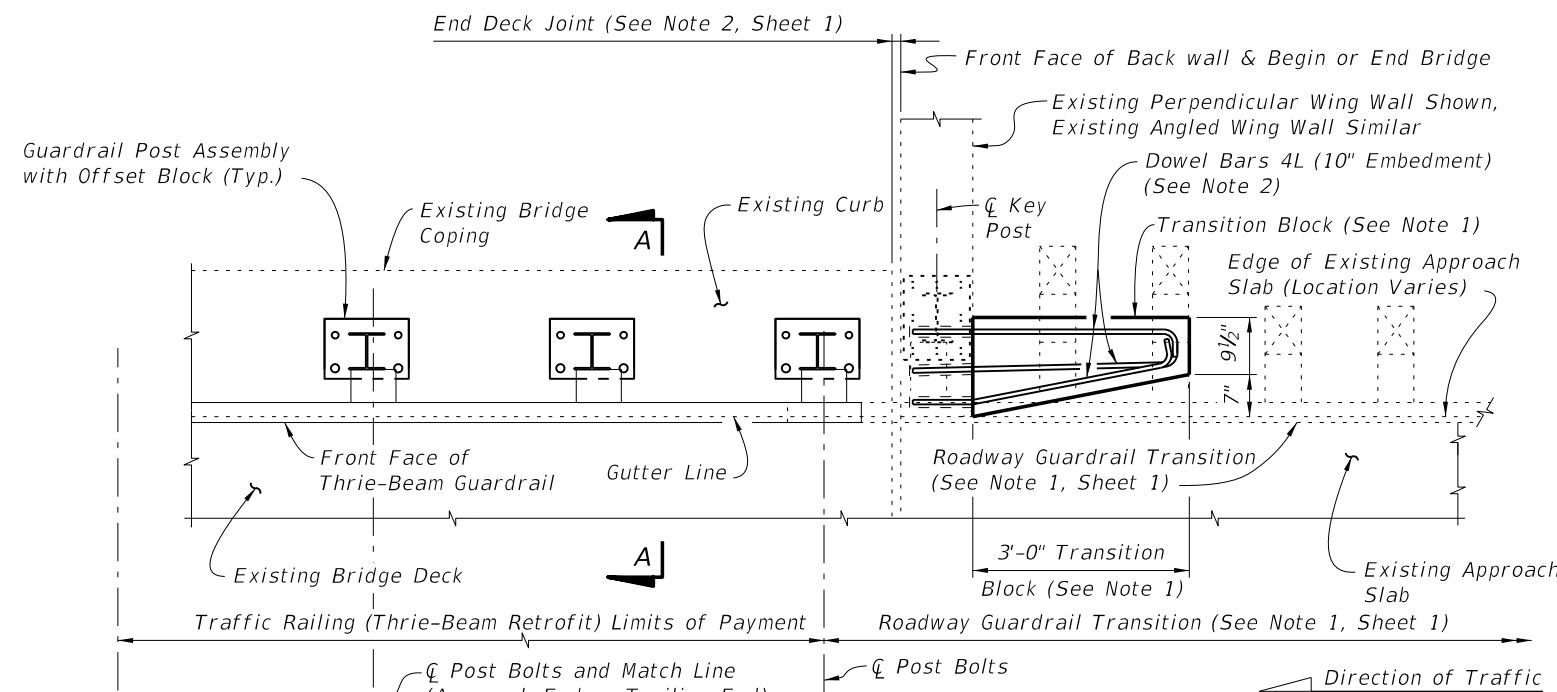 End Deck Joint (See Note 2, Sheet 1)
Front Face of Back wall & Begin or End Bridge
Existing Perpendicular Wing Wall Shown,
Existing Angled Wing Wall Similar
Guardrail Post Assembly
with Offset Block (Typ.)
Dowel Bars 4L (10" Embedment)
(See Note 2)
Existing Bridge
Coping
A
Existing Curb
℄ Key
Post
Transition Block (See Note 1)
Edge of Existing Approach
Slab (Location Varies)
9½"
7"
Front Face of
Thrie-Beam Guardrail
Gutter Line
Roadway Guardrail Transition
(See Note 1, Sheet 1)
A
3'-0" Transition
Block (See Note 1)
Existing Bridge Deck
Existing Approach
Slab
Traffic Railing (Thrie-Beam Retrofit) Limits of Payment
Roadway Guardrail Transition (See Note 1, Sheet 1)
℄ Post Bolts and Match Line
℄ Post Bolts
Direction of Traffic